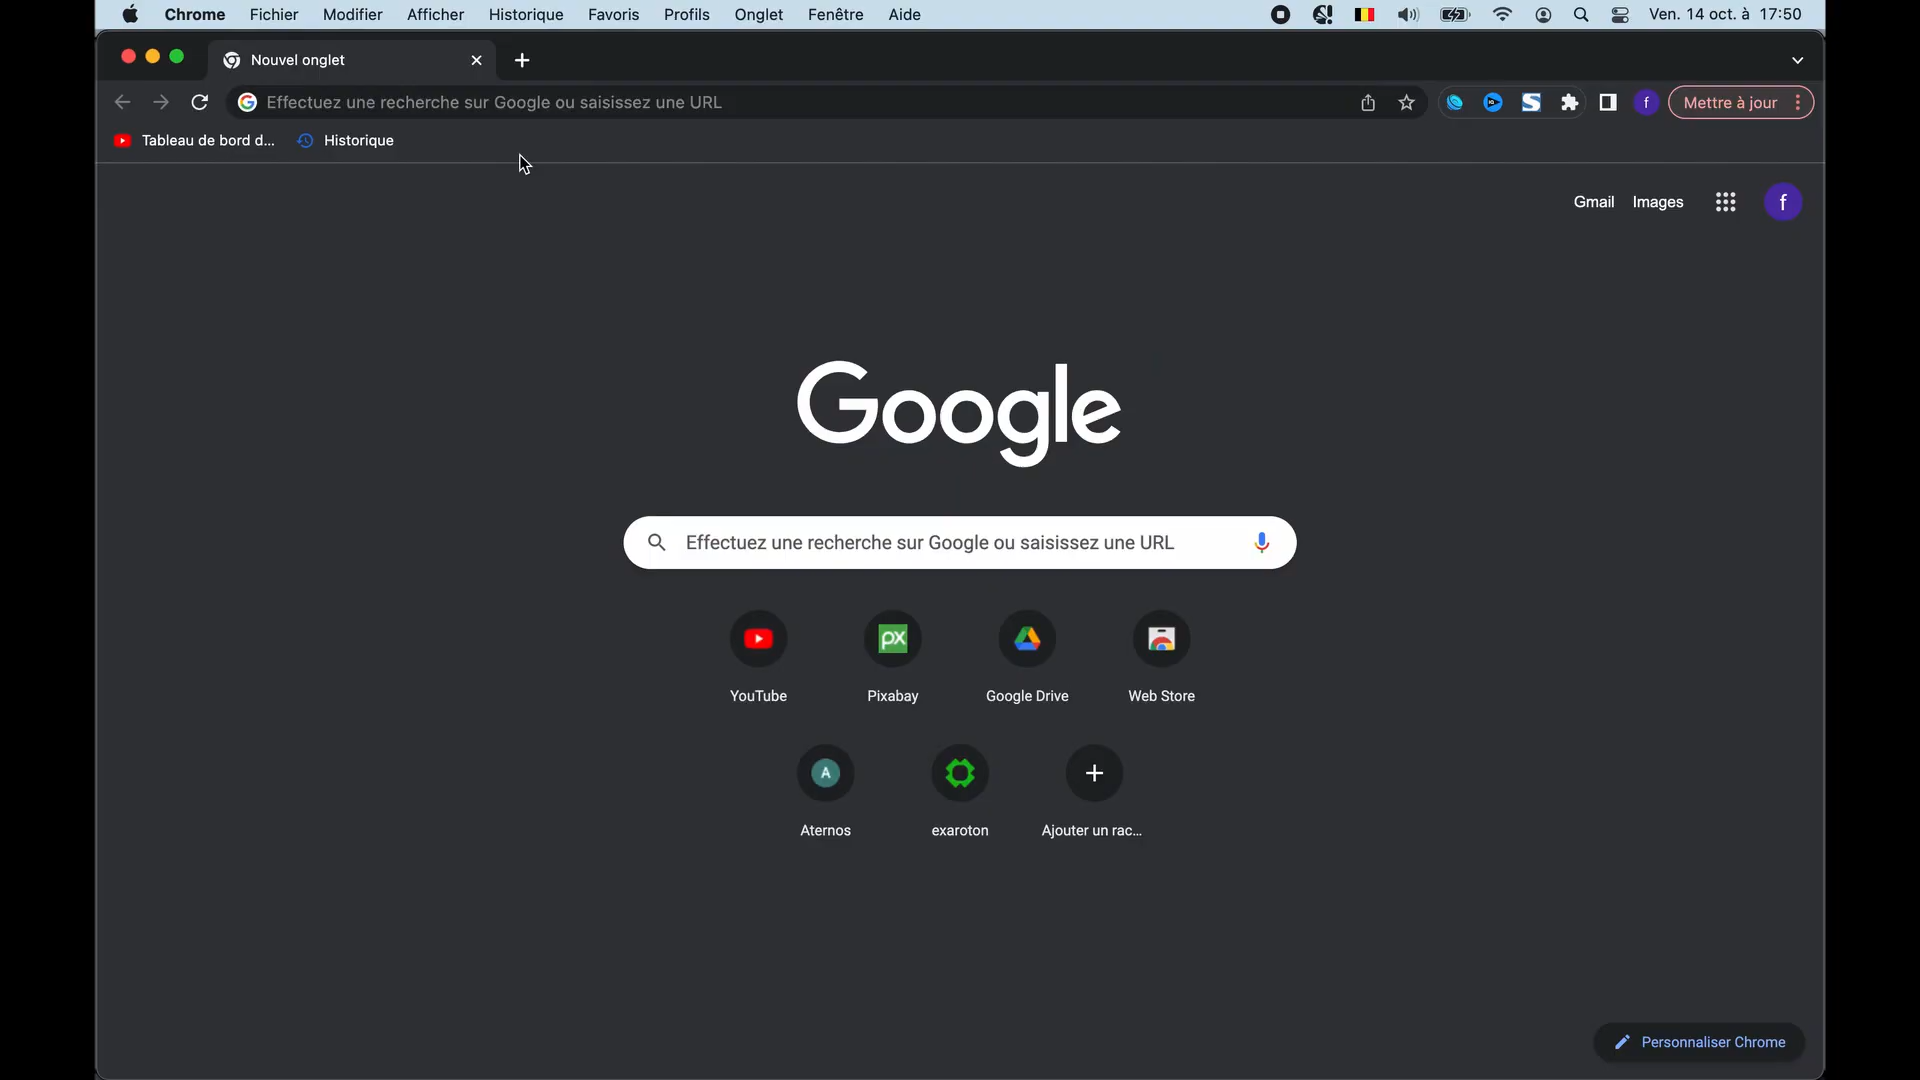 Chrome Fichier Modifier Afficher Historique Favoris Profils Onglet Fenêtre Aide Ven. 14 oct. à 17:50
Nouvel onglet
Effectuez une recherche sur Google ou saisissez une URL f Mettre à jour
Tableau de bord d... Historique
Gmail Images f
Google
Effectuez une recherche sur Google ou saisissez une URL
px
YouTube Pixabay Google Drive Web Store
A
Aternos exaroton Ajouter un rac...
Personnaliser Chrome